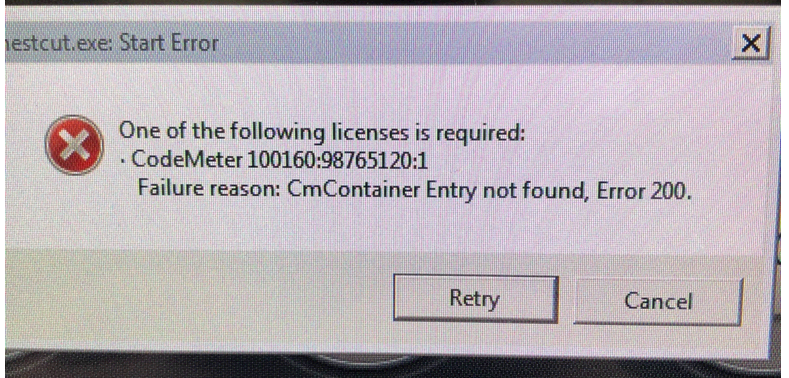 nestcut.exe: Start Error
One of the following licenses is required:
· CodeMeter 100160:98765120:1
Failure reason: CmContainer Entry not found, Error 200.
Retry
Cancel